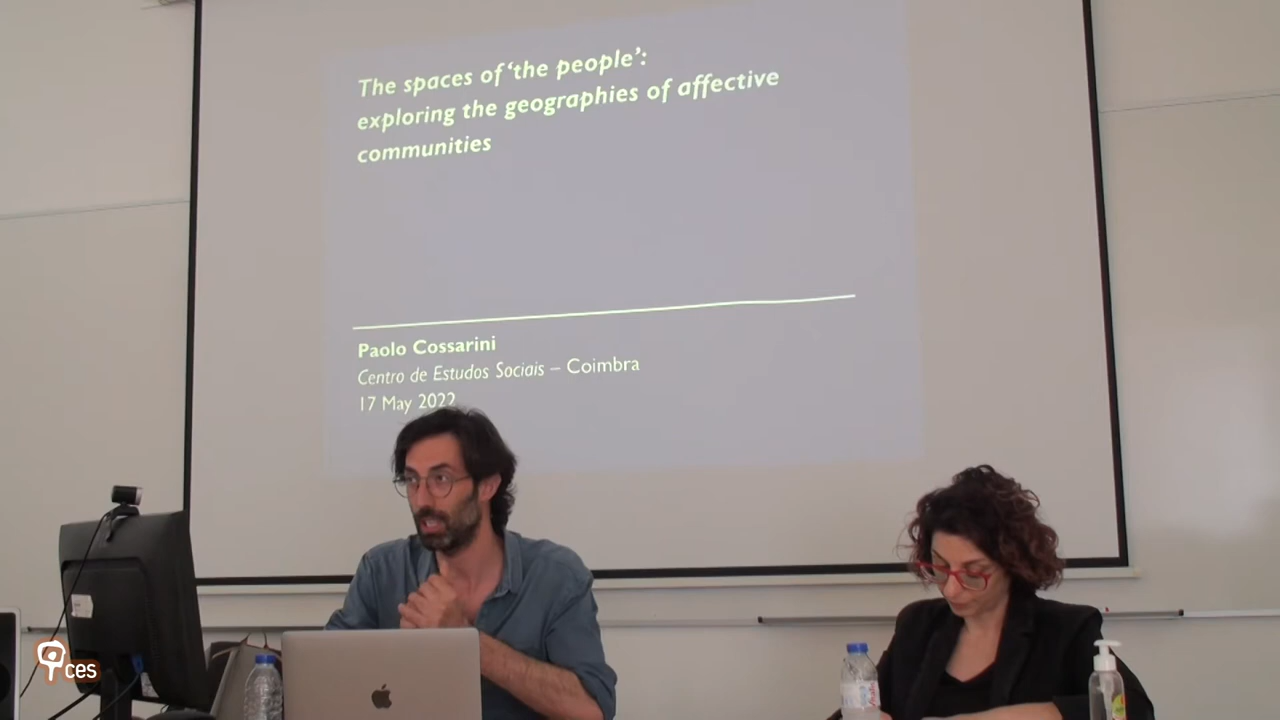 The spaces of 'the people':
exploring the geographies of affective
communities
Paolo Cossarini
Centro de Estudos Sociais – Coimbra
17 May 2022
ces